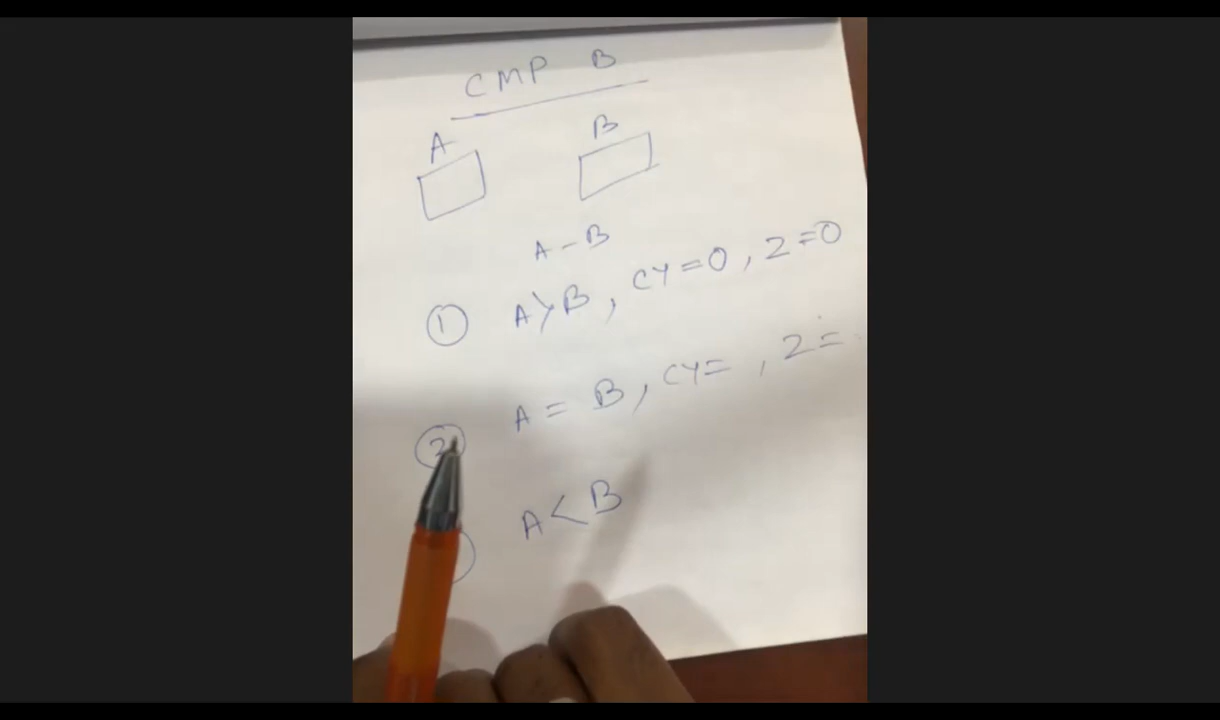 CMP B
A B
A - B
① A > B, CY = 0, Z = 0
② A = B, CY = , Z =
A < B